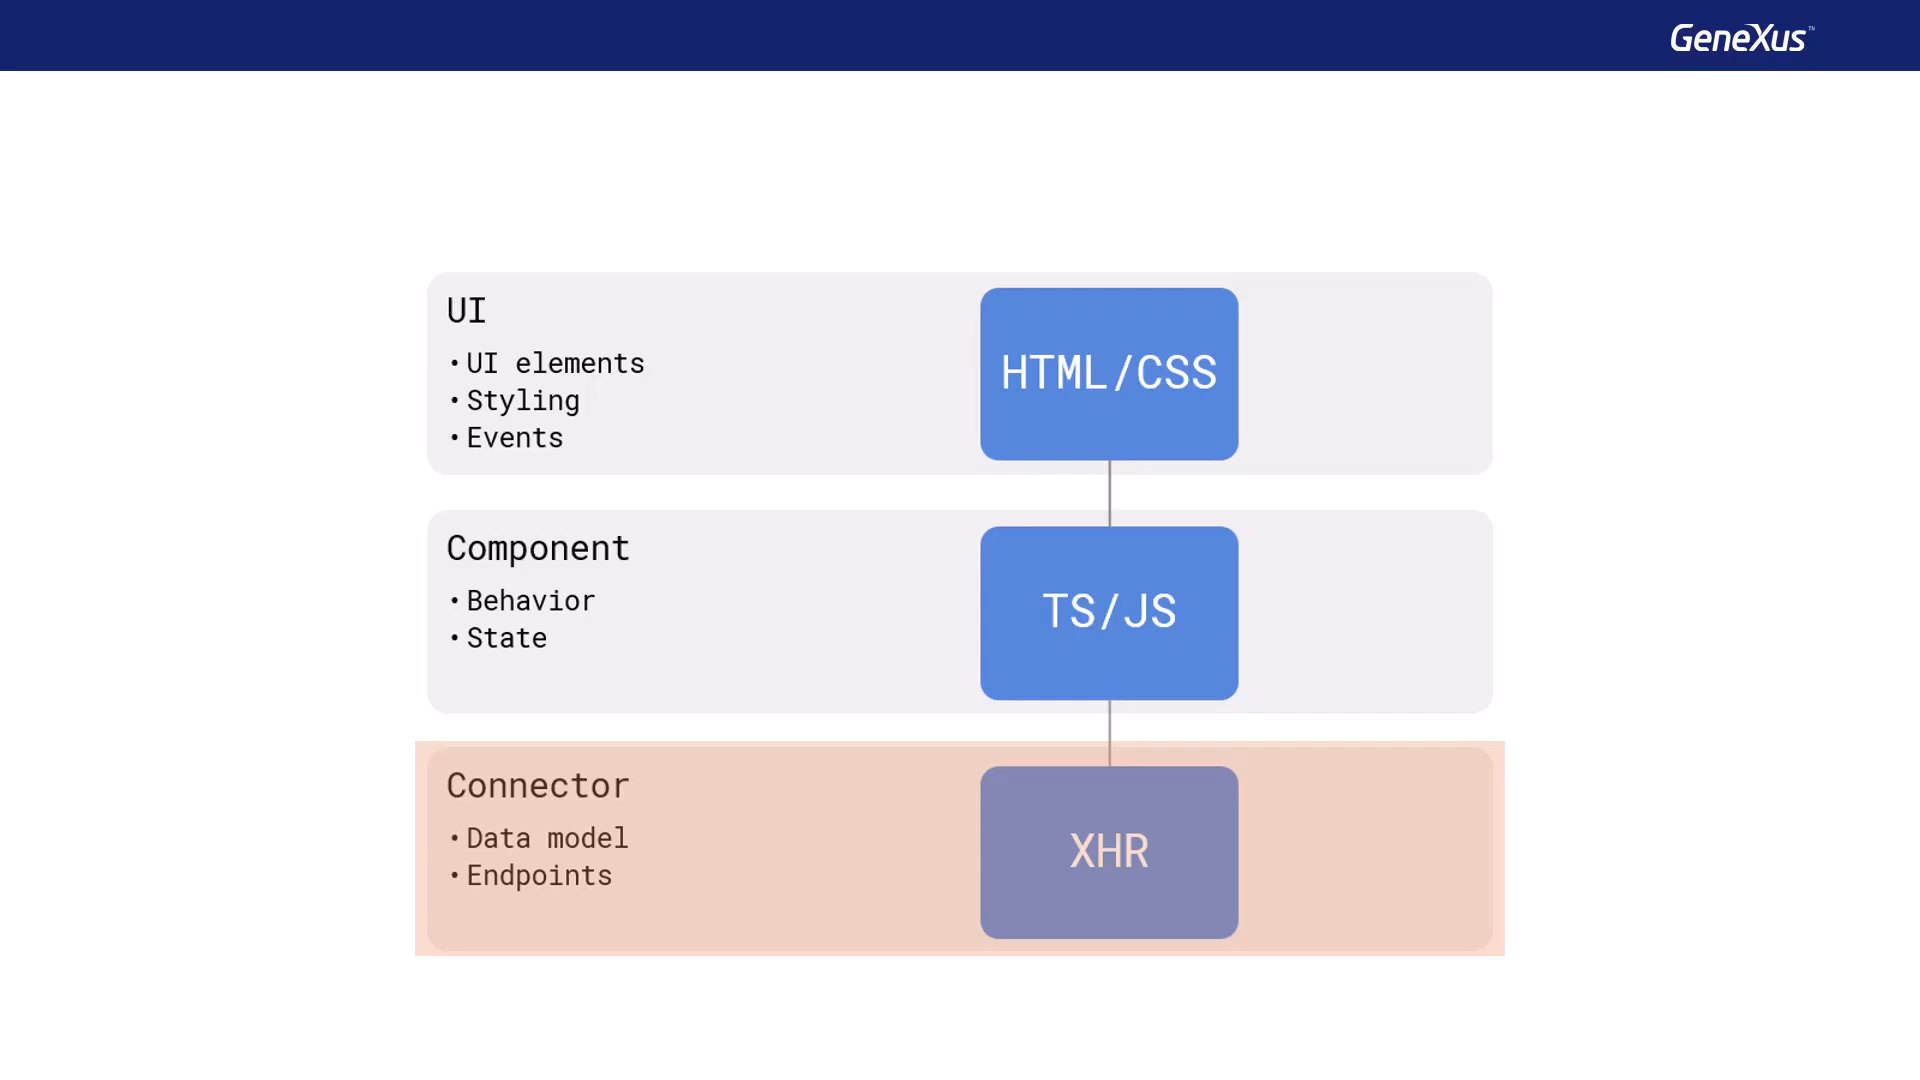 GeneXus™
UI
• UI elements
• Styling
• Events
HTML/CSS
Component
• Behavior
• State
TS/JS
Connector
• Data model
• Endpoints
XHR